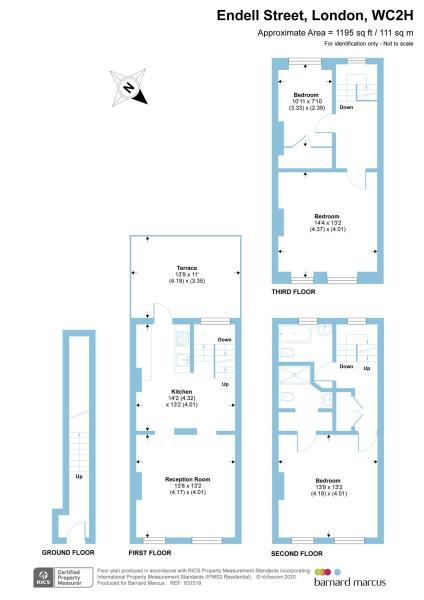 Endell Street, London, WC2H
Approximate Area = 1195 sq ft / 111 sq m
For identification only - Not to scale
N
Bedroom
10'11 x 7'10
(3.33) x (2.39)
Down
Bedroom
14'4 x 13'2
(4.37) x (4.01)
THIRD FLOOR
Terrace
13'9 x 11'
(4.19) x (3.35)
Down
Up
Kitchen
14'2 (4.32)
x 13'2 (4.01)
Reception Room
13'8 x 13'2
(4.17) x (4.01)
FIRST FLOOR
Up
GROUND FLOOR
Down
Up
Bedroom
13'9 x 13'2
(4.19) x (4.01)
SECOND FLOOR
RICS
Certified
Property
Measurer
Floor plan produced in accordance with RICS Property Measurement Standards incorporating
International Property Measurement Standards (IPMS2 Residential). ©nichecom 2020.
Produced for Barnard Marcus. REF: 631519
barnard marcus